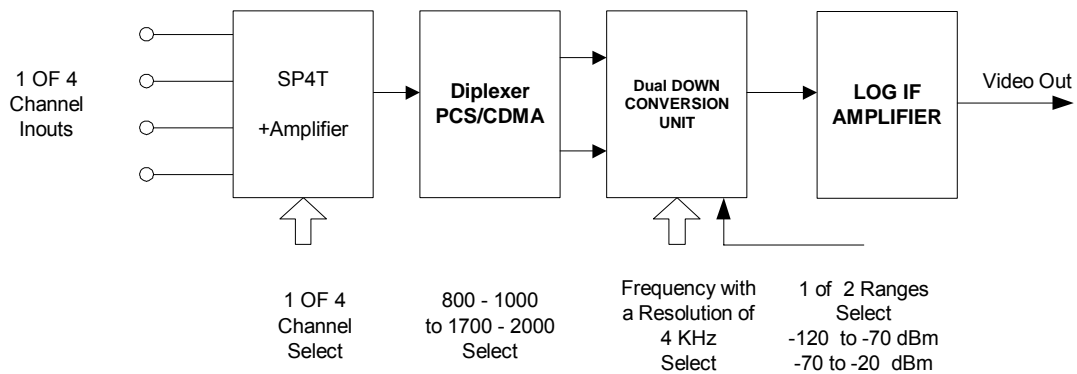 1 OF 4
Channel
Inouts
SP4T
+Amplifier
Diplexer
PCS/CDMA
Dual DOWN
CONVERSION
UNIT
LOG IF
AMPLIFIER
Video Out
1 OF 4
Channel
Select
800 - 1000
to 1700 - 2000
Select
Frequency with
a Resolution of
4 KHz
Select
1 of 2 Ranges
Select
-120 to -70 dBm
-70 to -20 dBm